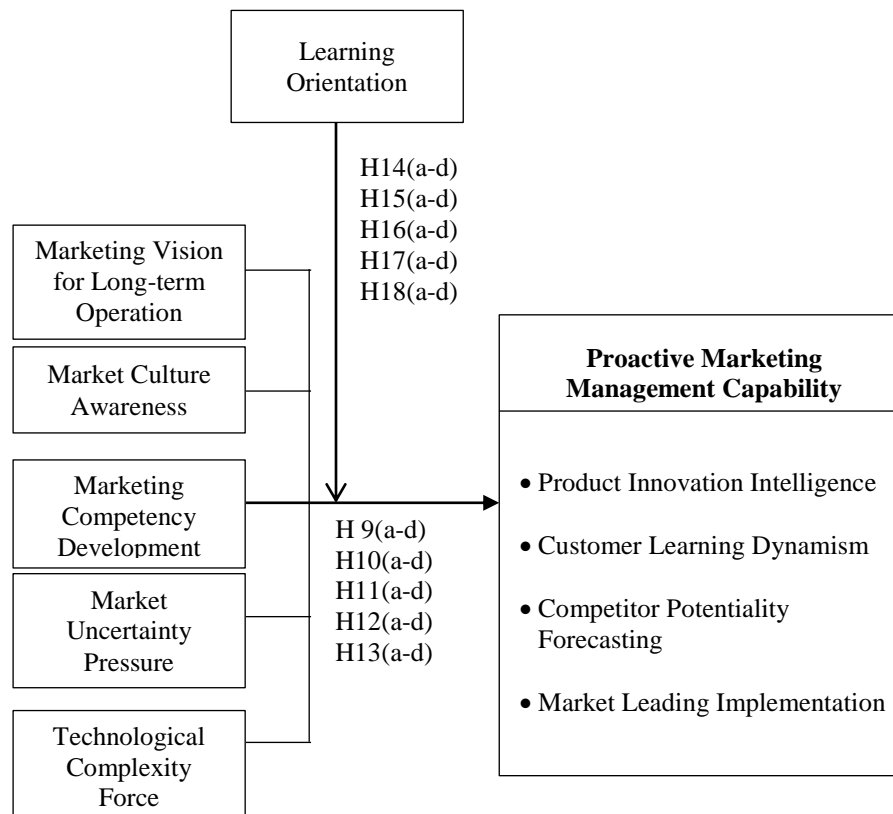 Learning
Orientation
H14(a-d)
H15(a-d)
H16(a-d)
H17(a-d)
H18(a-d)
Marketing Vision
for Long-term
Operation
Market Culture
Awareness
Marketing
Competency
Development
Market
Uncertainty
Pressure
Technological
Complexity
Force
H 9(a-d)
H10(a-d)
H11(a-d)
H12(a-d)
H13(a-d)
Proactive Marketing
Management Capability
• Product Innovation Intelligence
• Customer Learning Dynamism
• Competitor Potentiality
Forecasting
• Market Leading Implementation